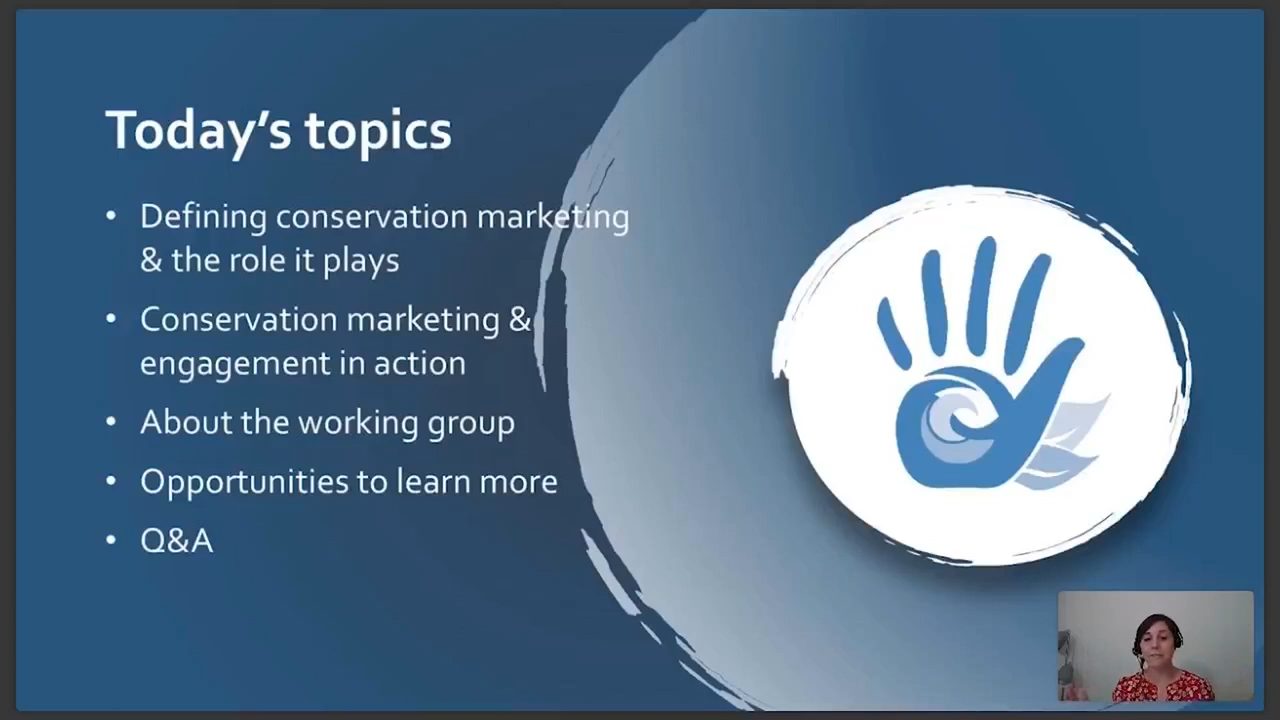 Today's topics
• Defining conservation marketing
& the role it plays
• Conservation marketing &
engagement in action
• About the working group
• Opportunities to learn more
• Q&A